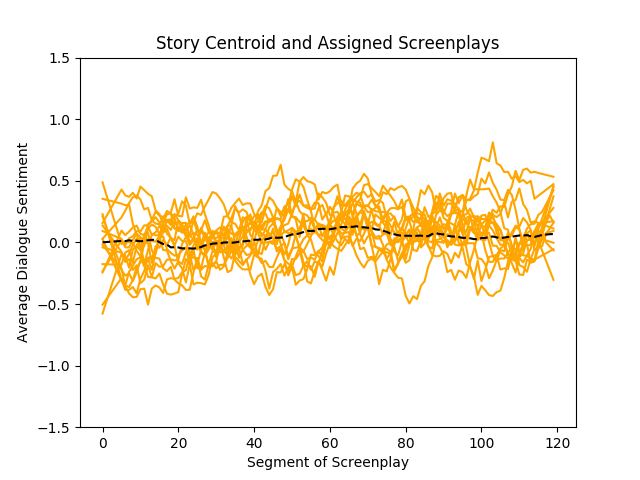 Story Centroid and Assigned Screenplays
1.5
1.0
0.5
0.0
−0.5
−1.0
−1.5
Average Dialogue Sentiment
0 20 40 60 80 100 120
Segment of Screenplay